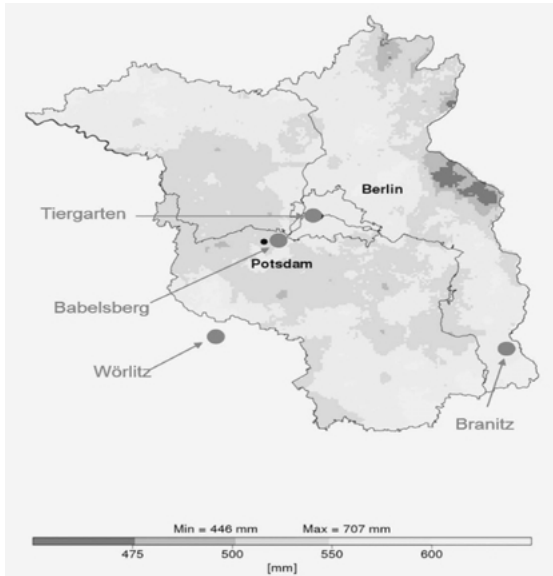 Berlin
Tiergarten
Potsdam
Babelsberg
Wörlitz
Branitz
Min = 446 mm Max = 707 mm
475 500 550 600
[mm]